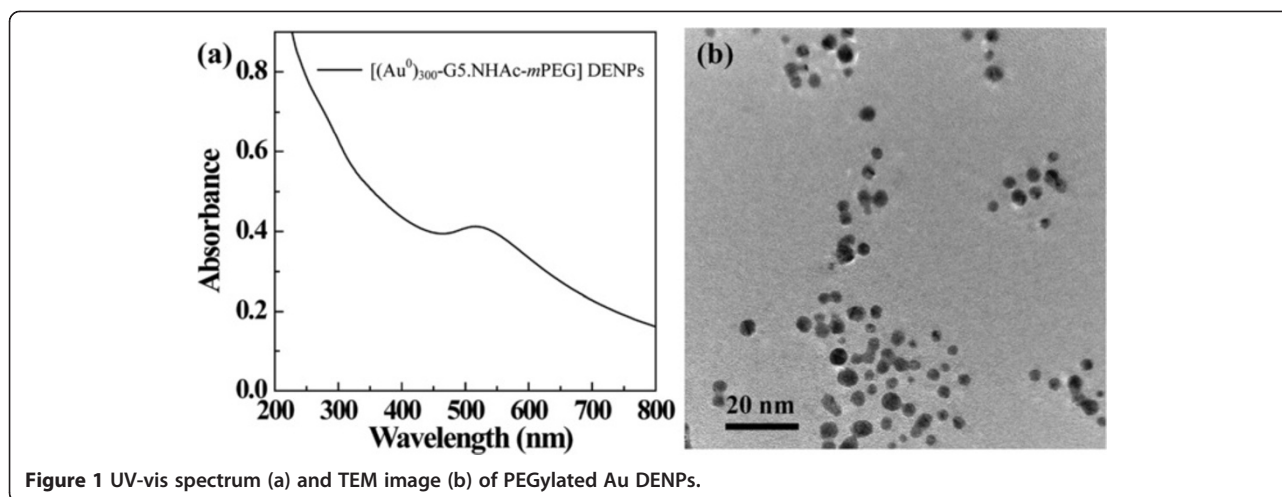 (a)
[(Au⁰)₃₀₀-G5.NHAc-mPEG] DENPs
Absorbance
0.8
0.6
0.4
0.2
0.0
200 300 400 500 600 700 800
Wavelength (nm)
(b)
20 nm
Figure 1 UV-vis spectrum (a) and TEM image (b) of PEGylated Au DENPs.